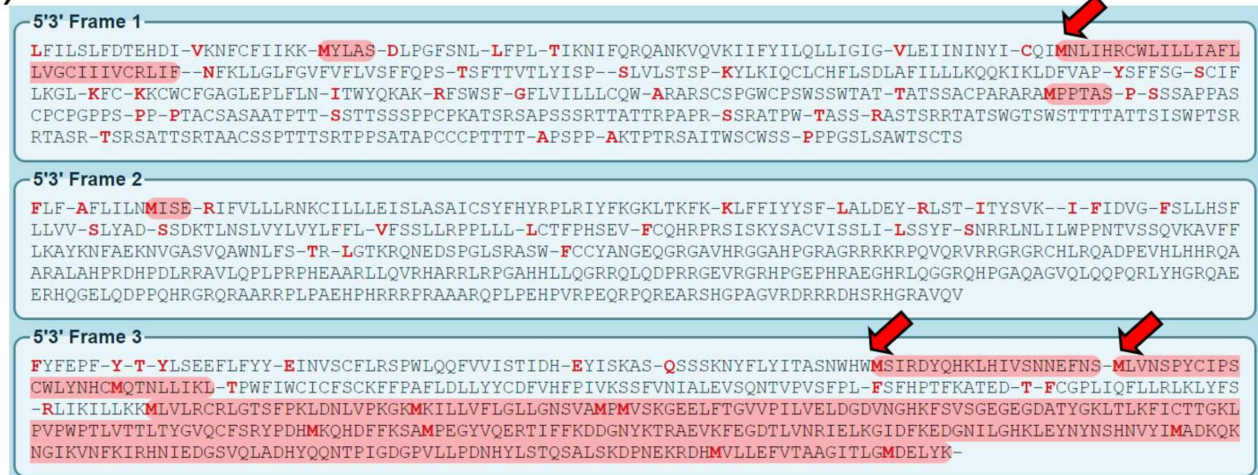 5'3' Frame 1
LFILSLFDTEHDI-VKNFCFIIKK-MYLAS-DLPGFSNL-LFPL-TIKNIFQRQANKVQVKIIFYILQLLIGIG-VLEIININYI-CQIMNLIHRCWLILLIAFL
LVGCIIIVCRLIF--NFKLLGLFGVFVFLVSFFQPS-TSFTTVTLYISP--SLVLSTSP-KYLKIQCLCHFLSDLAFILLLKQQKIKLDFVAP-YSFFSG-SCIF
LKGL-KFC-KKCWCFGAGLEPLFLN-ITWYQKAK-RFSWSF-GFLVILLLCQW-ARARSCSPGWCPSWSSWTAT-TATSSACPARARAMPPTAS-P-SSSAPPAS
CPCPGPPS-PP-PTACSASAATPTT-SSTTSSSPPCPKATSRSAPSSSRTTATTRPAPR-SSRATPW-TASS-RASTSRRTATSWGTSWSTTTTATTSISWPTSR
RTASR-TSRSATTSRTAACSSPTTTSRTPPSATAPCCCPTTTT-APSPP-AKTPTRSAITWSCWSS-PPPGSLSAWTSCTS
5'3' Frame 2
FLF-AFLILNMISE-RIFVLLLRNKCILLLEISLASAICSYFHYRPLRIYFKGKLTKFK-KLFFIYYSF-LALDEY-RLST-ITYSVK--I-FIDVG-FSLLHSF
LLVV-SLYAD-SSDKTLNSLVYLVYLFFL-VFSSLLRPPLLL-LCTFPHSEV-FCQHRPRSISKYSACVISSLI-LSSYF-SNRRLNLILWPPNTVSSQVKAVFF
LKAYKNFAEKNVGASVQAWNLFS-TR-LGTKRQNEDSPGLSRASW-FCCYANGEQGRGAVHRGGAHPGRAGRRRKRPQVQRVRRGRGRCHLRQADPEVHLHHRQA
ARALAHPRDHPDLRRAVLQPLPRPHEAARLLQVRHARRLRPGAHHLLQGRRQLQDPRRGEVRGRHPGEPHRAEGHRLQGGRQHPGAQAGVQLQQPQRLYHGRQAE
ERHQGELQDPPQHRGRQRAARRPLPAEHPHRRRPRAAARQPLPEHPVRPEQRPQREARSHGPAGVRDRRRDHSRHGRAVQV
5'3' Frame 3
FYFEPF-Y-T-YLSEEFLFYY-EINVSCFLRSPWLQQFVVISTIDH-EYISKAS-QSSSKNYFLYITASNWHWMSIRDYQHKLHIVSNNEFNS-MLVNSPYCIPS
CWLYNHCMQTNLLIKL-TPWFIWCICFSCKFFPAFLDLLYYCDFVHFPIVKSSFVNIALEVSQNTVPVSFPL-FSFHPTFKATED-T-FCGPLIQFLLRLKLYFS
-RLIKILLKKMLVLRCRLGTSFPKLDNLVPKGKMKILLVFLGLLGNSVAMPMVSKGEELFTGVVPILVELDGDVNGHKFSVSGEGEGDATYGKLTLKFICTTGKL
PVPWPTLVTTLTYGVQCFSRYPDHMKQHDFFKSAMPEGYVQERTIFFKDDGNYKTRAEVKFEGDTLVNRIELKGIDFKEDGNILGHKLEYNYNSHNVYIMADKQK
NGIKVNFKIRHNIEDGSVQLADHYQQNTPIGDGPVLLPDNHYLSTQSALSKDPNEKRDHMVLLEFVTAAGITLGMDELYK-